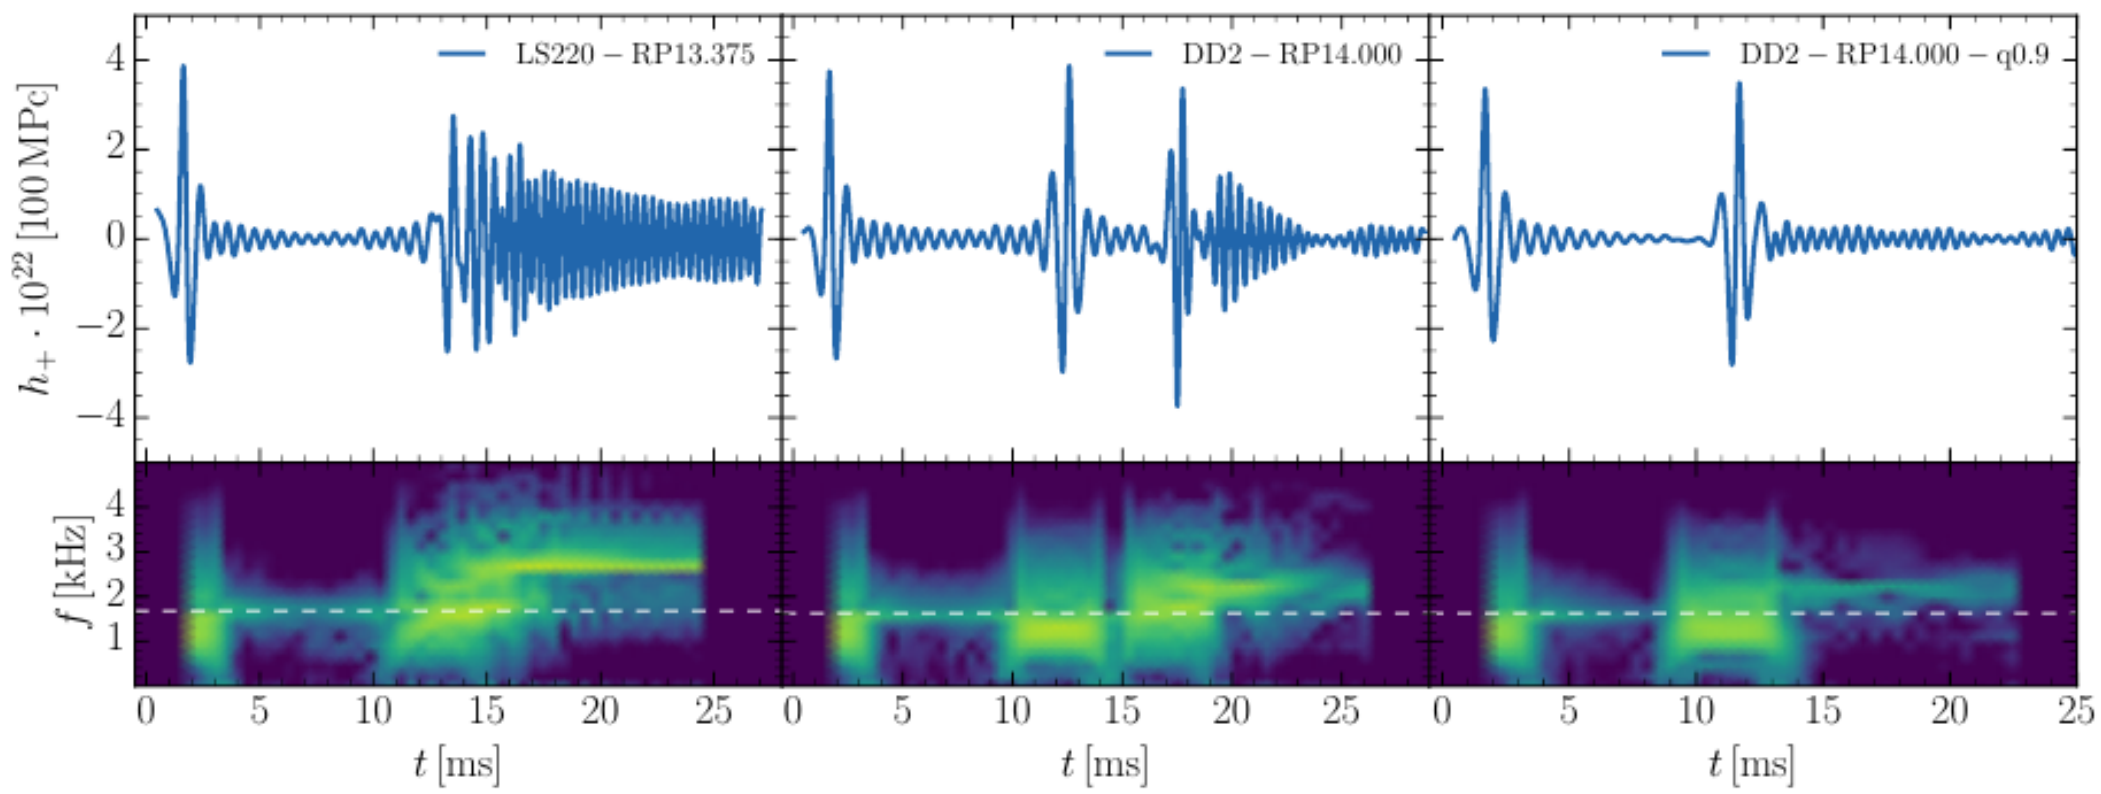 LS220 – RP13.375
DD2 – RP14.000
DD2 – RP14.000 – q0.9
h₊ · 10²² [100 MPc]
4
2
0
−2
−4
f [kHz]
4
3
2
1
0 5 10 15 20 25
0 5 10 15 20 25
0 5 10 15 20 25
t [ms]
t [ms]
t [ms]